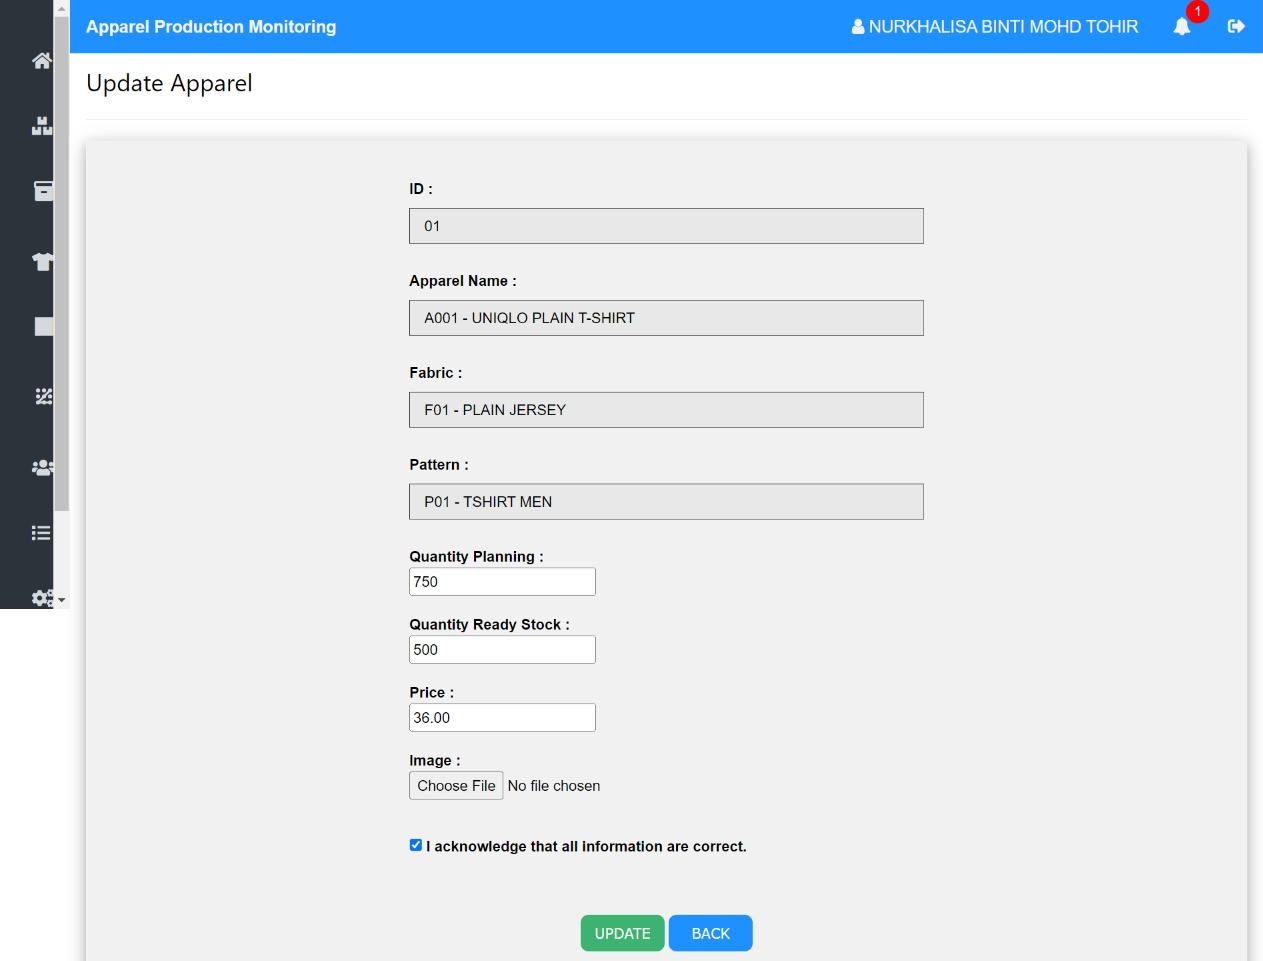 Apparel Production Monitoring
NURKHALISA BINTI MOHD TOHIR
1
Update Apparel
ID :
01
Apparel Name :
A001 - UNIQLO PLAIN T-SHIRT
Fabric :
F01 - PLAIN JERSEY
Pattern :
P01 - TSHIRT MEN
Quantity Planning :
750
Quantity Ready Stock :
500
Price :
36.00
Image :
Choose File No file chosen
I acknowledge that all information are correct.
UPDATE BACK